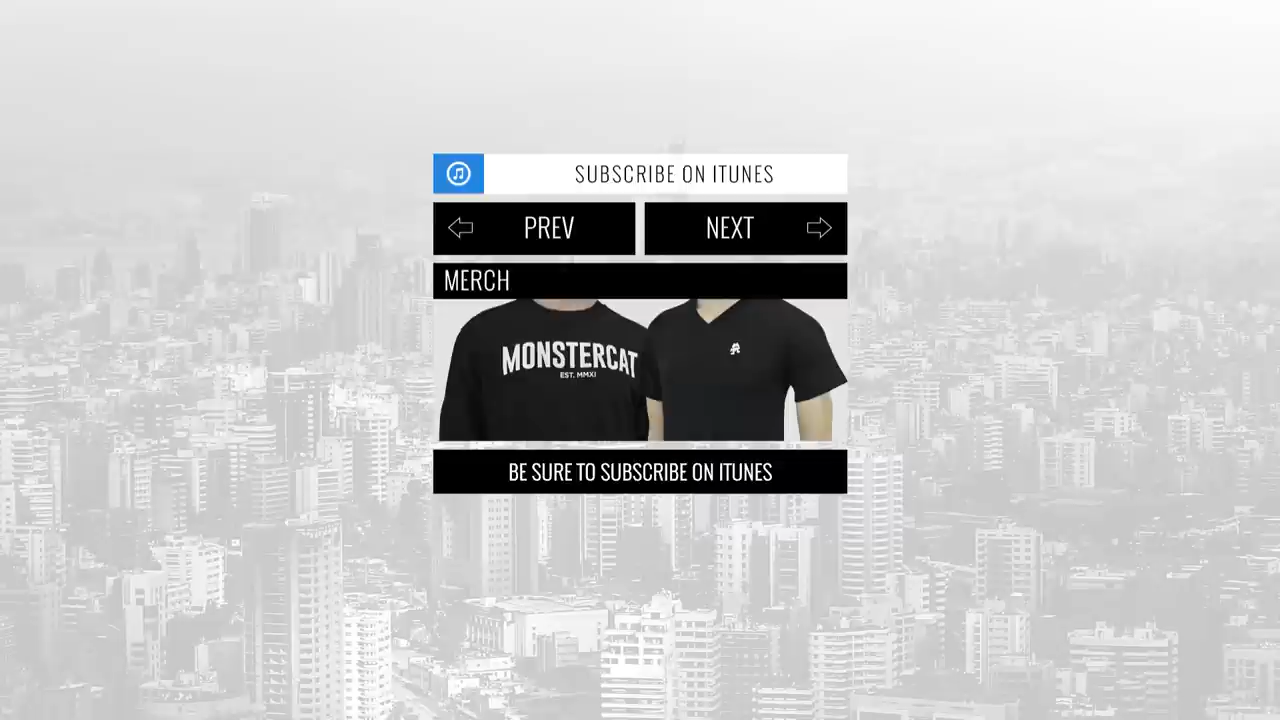 SUBSCRIBE ON ITUNES
PREV
NEXT
MERCH
MONSTERCAT
EST. MMXI
BE SURE TO SUBSCRIBE ON ITUNES